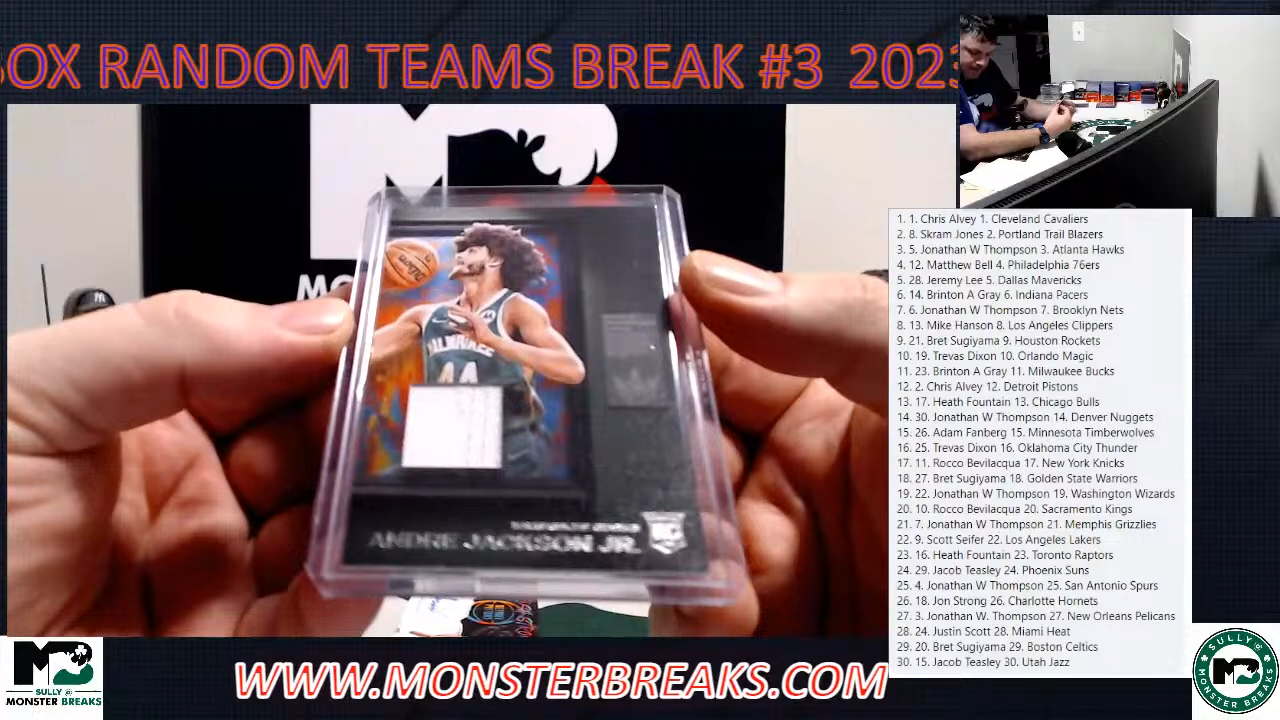 BOX RANDOM TEAMS BREAK #3 202
MILWAUKEE
44
ANDRE JACKSON JR.
RC
1. 1. Chris Alvey 1. Cleveland Cavaliers
2. 8. Skram Jones 2. Portland Trail Blazers
3. 5. Jonathan W Thompson 3. Atlanta Hawks
4. 12. Matthew Bell 4. Philadelphia 76ers
5. 28. Jeremy Lee 5. Dallas Mavericks
6. 14. Brinton A Gray 6. Indiana Pacers
7. 6. Jonathan W Thompson 7. Brooklyn Nets
8. 13. Mike Hanson 8. Los Angeles Clippers
9. 21. Bret Sugiyama 9. Houston Rockets
10. 19. Trevas Dixon 10. Orlando Magic
11. 23. Brinton A Gray 11. Milwaukee Bucks
12. 2. Chris Alvey 12. Detroit Pistons
13. 17. Heath Fountain 13. Chicago Bulls
14. 30. Jonathan W Thompson 14. Denver Nuggets
15. 26. Adam Fanberg 15. Minnesota Timberwolves
16. 25. Trevas Dixon 16. Oklahoma City Thunder
17. 11. Rocco Bevilacqua 17. New York Knicks
18. 27. Bret Sugiyama 18. Golden State Warriors
19. 22. Jonathan W Thompson 19. Washington Wizards
20. 10. Rocco Bevilacqua 20. Sacramento Kings
21. 7. Jonathan W Thompson 21. Memphis Grizzlies
22. 9. Scott Seifer 22. Los Angeles Lakers
23. 16. Heath Fountain 23. Toronto Raptors
24. 29. Jacob Teasley 24. Phoenix Suns
25. 4. Jonathan W Thompson 25. San Antonio Spurs
26. 18. Jon Strong 26. Charlotte Hornets
27. 3. Jonathan W. Thompson 27. New Orleans Pelicans
28. 24. Justin Scott 28. Miami Heat
29. 20. Bret Sugiyama 29. Boston Celtics
30. 15. Jacob Teasley 30. Utah Jazz
SULLY @
MONSTER BREAKS
WWW.MONSTERBREAKS.COM
SULLY @
MONSTER BREAKS